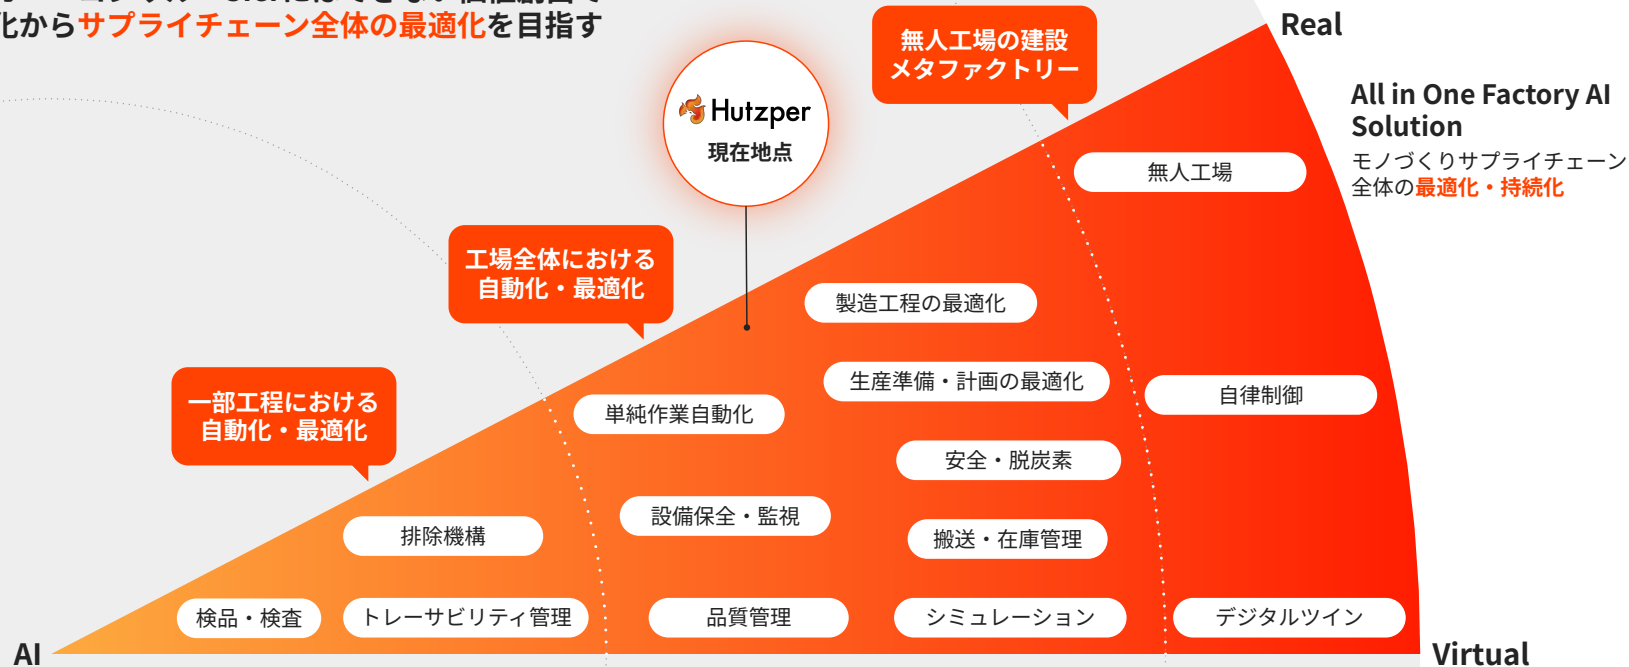 化からサプライチェーン全体の最適化を目指す
Real
無人工場の建設
メタファクトリー
All in One Factory AI
Solution
モノづくりサプライチェーン
全体の最適化・持続化
Hutzper
現在地点
無人工場
工場全体における
自動化・最適化
製造工程の最適化
生産準備・計画の最適化
自律制御
一部工程における
自動化・最適化
単純作業自動化
安全・脱炭素
設備保全・監視
排除機構
搬送・在庫管理
検品・検査
トレーサビリティ管理
品質管理
シミュレーション
デジタルツイン
AI
Virtual